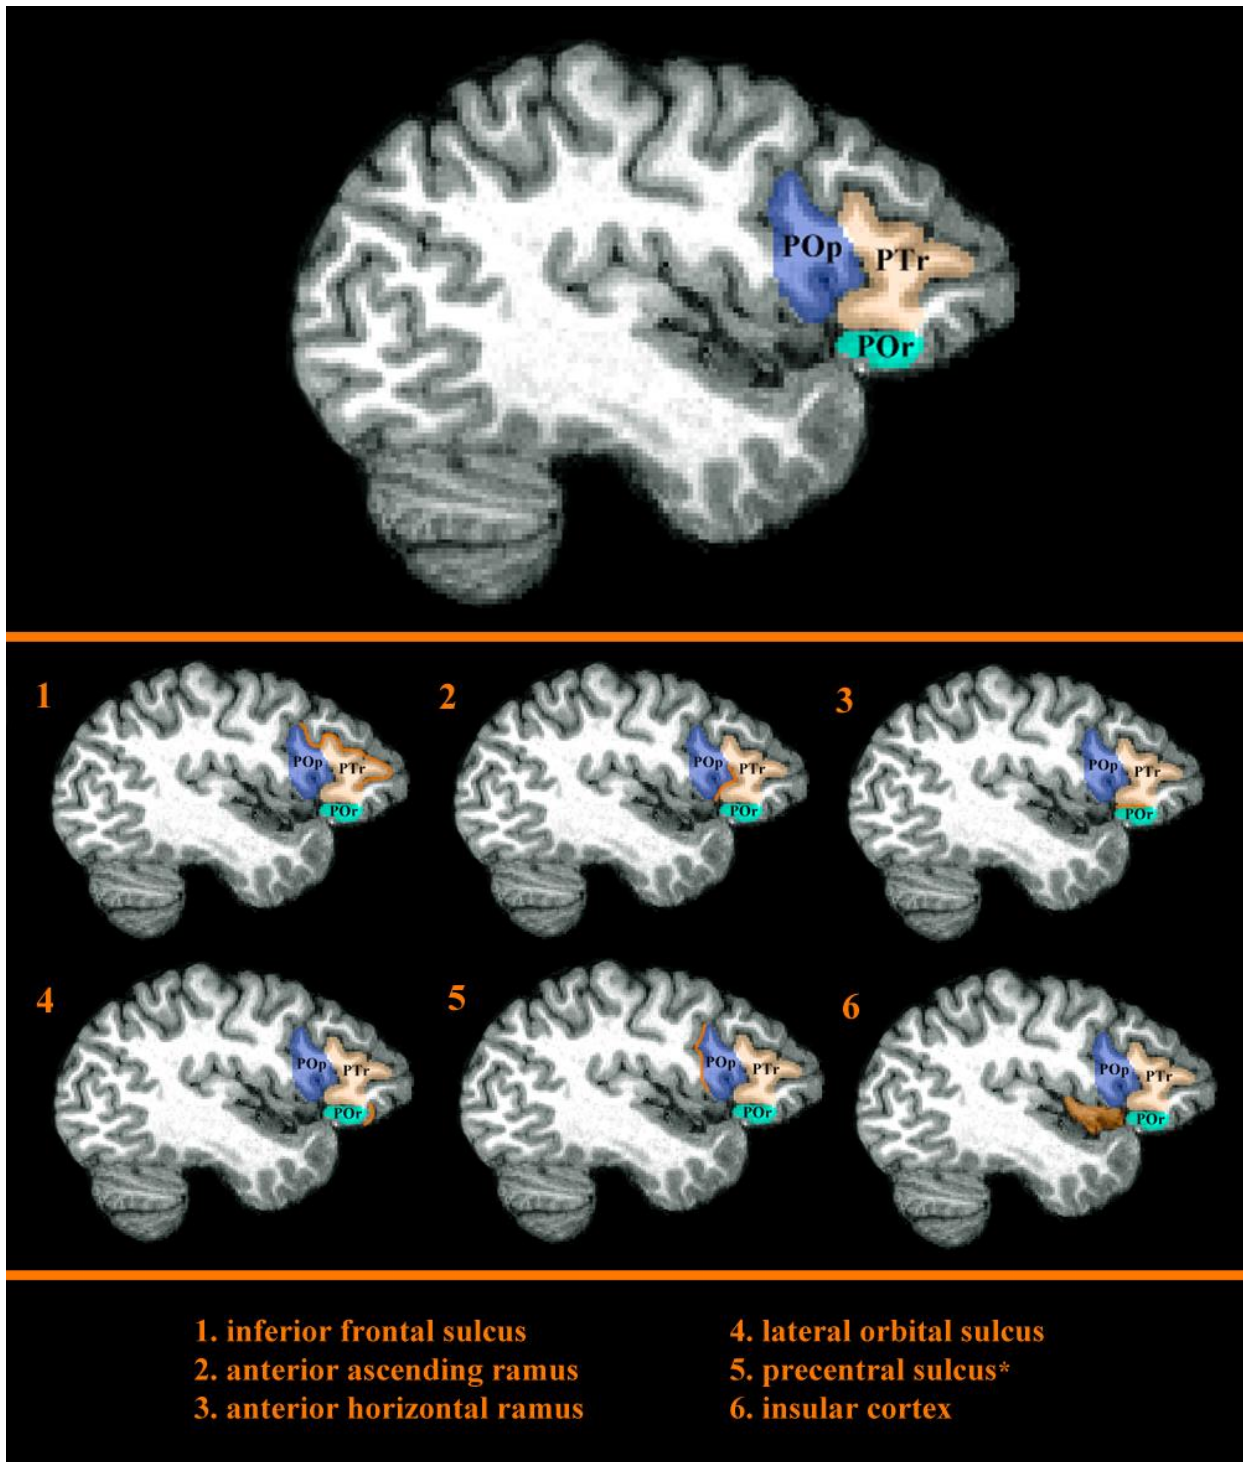 POp
PTr
POr
1
2
3
POp
PTr
POr
POp
PTr
POr
POp
PTr
POr
4
5
6
POp
PTr
POr
POp
PTr
POr
POp
PTr
POr
1. inferior frontal sulcus
2. anterior ascending ramus
3. anterior horizontal ramus
4. lateral orbital sulcus
5. precentral sulcus*
6. insular cortex